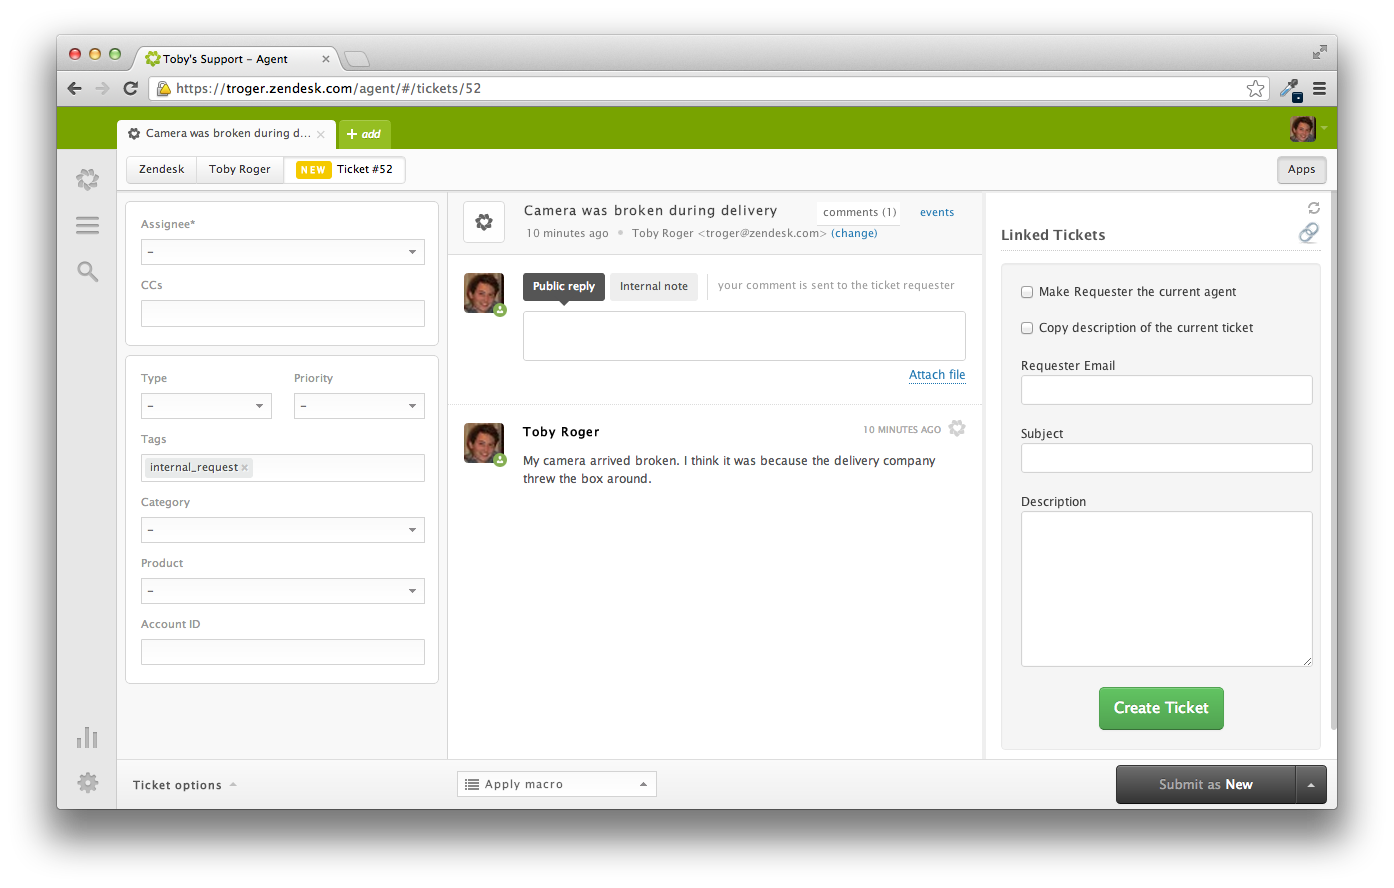 Toby's Support – Agent
https://troger.zendesk.com/agent/#/tickets/52
Camera was broken during d...
+ add
Zendesk
Toby Roger
NEW Ticket #52
Apps
Assignee*
–
CCs
Type
Priority
–
–
Tags
internal_request
Category
–
Product
–
Account ID
Camera was broken during delivery
comments (1)
events
10 minutes ago
Toby Roger <troger@zendesk.com> (change)
Public reply
Internal note
your comment is sent to the ticket requester
Attach file
Toby Roger
10 MINUTES AGO
My camera arrived broken. I think it was because the delivery company
threw the box around.
Linked Tickets
Make Requester the current agent
Copy description of the current ticket
Requester Email
Subject
Description
Create Ticket
Ticket options
Apply macro
Submit as New